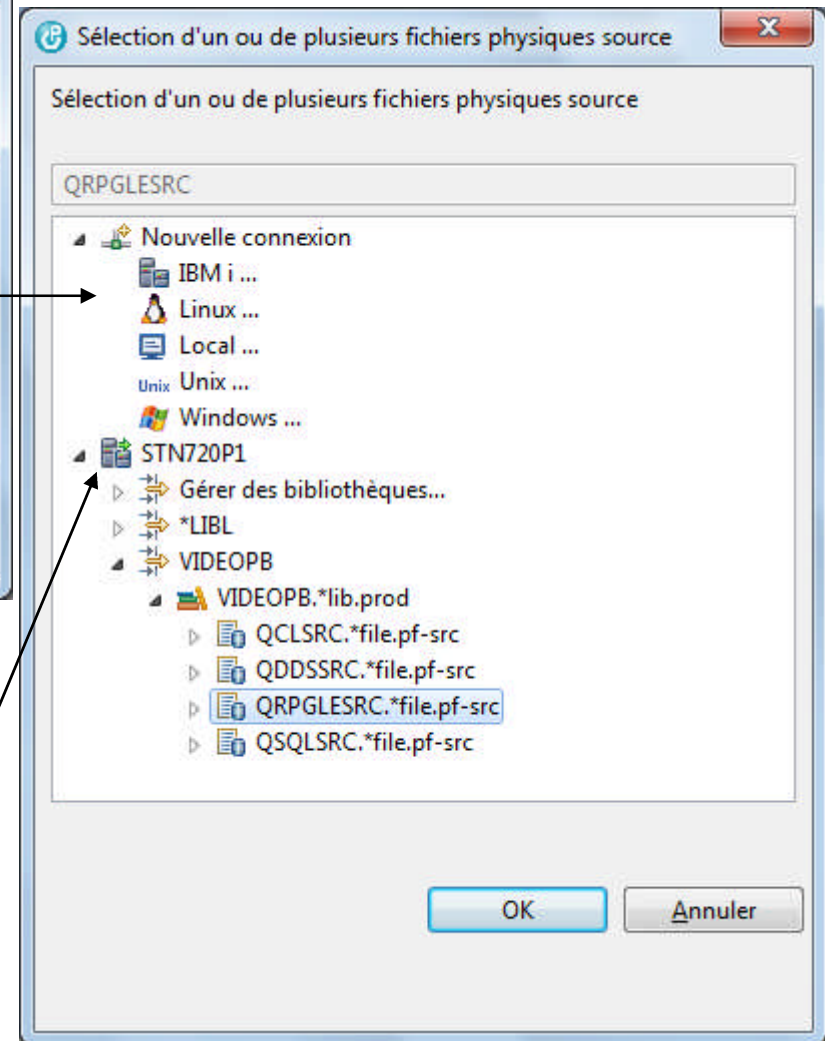 Sélection d'un ou de plusieurs fichiers physiques source
Sélection d'un ou de plusieurs fichiers physiques source
QRPGLESRC
Nouvelle connexion
IBM i ...
Linux ...
Local ...
Unix Unix ...
Windows ...
STN720P1
Gérer des bibliothèques...
*LIBL
VIDEOPB
VIDEOPB.*lib.prod
QCLSRC.*file.pf-src
QDDSSRC.*file.pf-src
QRPGLESRC.*file.pf-src
QSQLSRC.*file.pf-src
OK Annuler